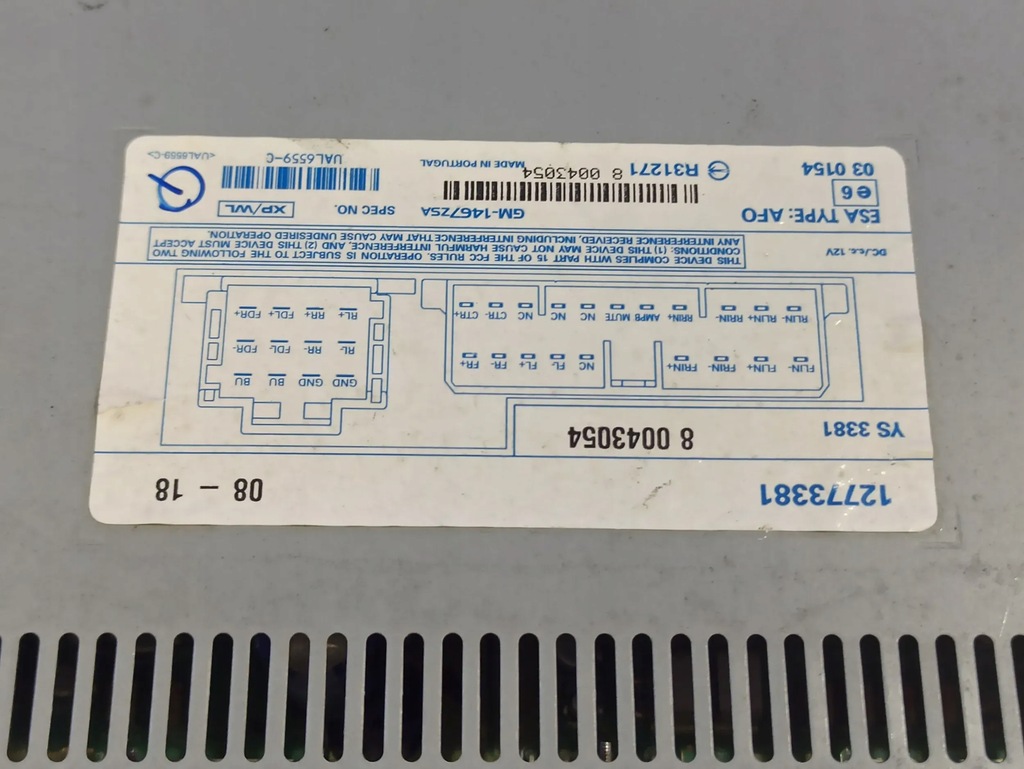 12773381 08 – 18
YS 3381 8 0043054
GND GND BU BU
FLIN- FLIN+ FRIN- FRIN+ NC FL- FL+ FR- FR+
RL- RR- FDL- FDR-
RLIN- RLIN+ RRIN- RRIN+ AMPB MUTE NC NC NC CTR- CTR+
RL+ RR+ FDL+ FDR+
12V
THIS DEVICE COMPLIES WITH PART 15 OF THE FCC RULES. OPERATION IS SUBJECT TO THE FOLLOWING TWO
CONDITIONS: (1) THIS DEVICE MAY NOT CAUSE HARMFUL INTERFERENCE, AND (2) THIS DEVICE MUST ACCEPT
ANY INTERFERENCE RECEIVED, INCLUDING INTERFERENCE THAT MAY CAUSE UNDESIRED OPERATION.
ESA TYPE: AFO GM-1467ZSA SPEC NO. XP/WL
e6
03 0154 R31271 8 0043054
MADE IN PORTUGAL UAL6559-C <UAL6559-C>